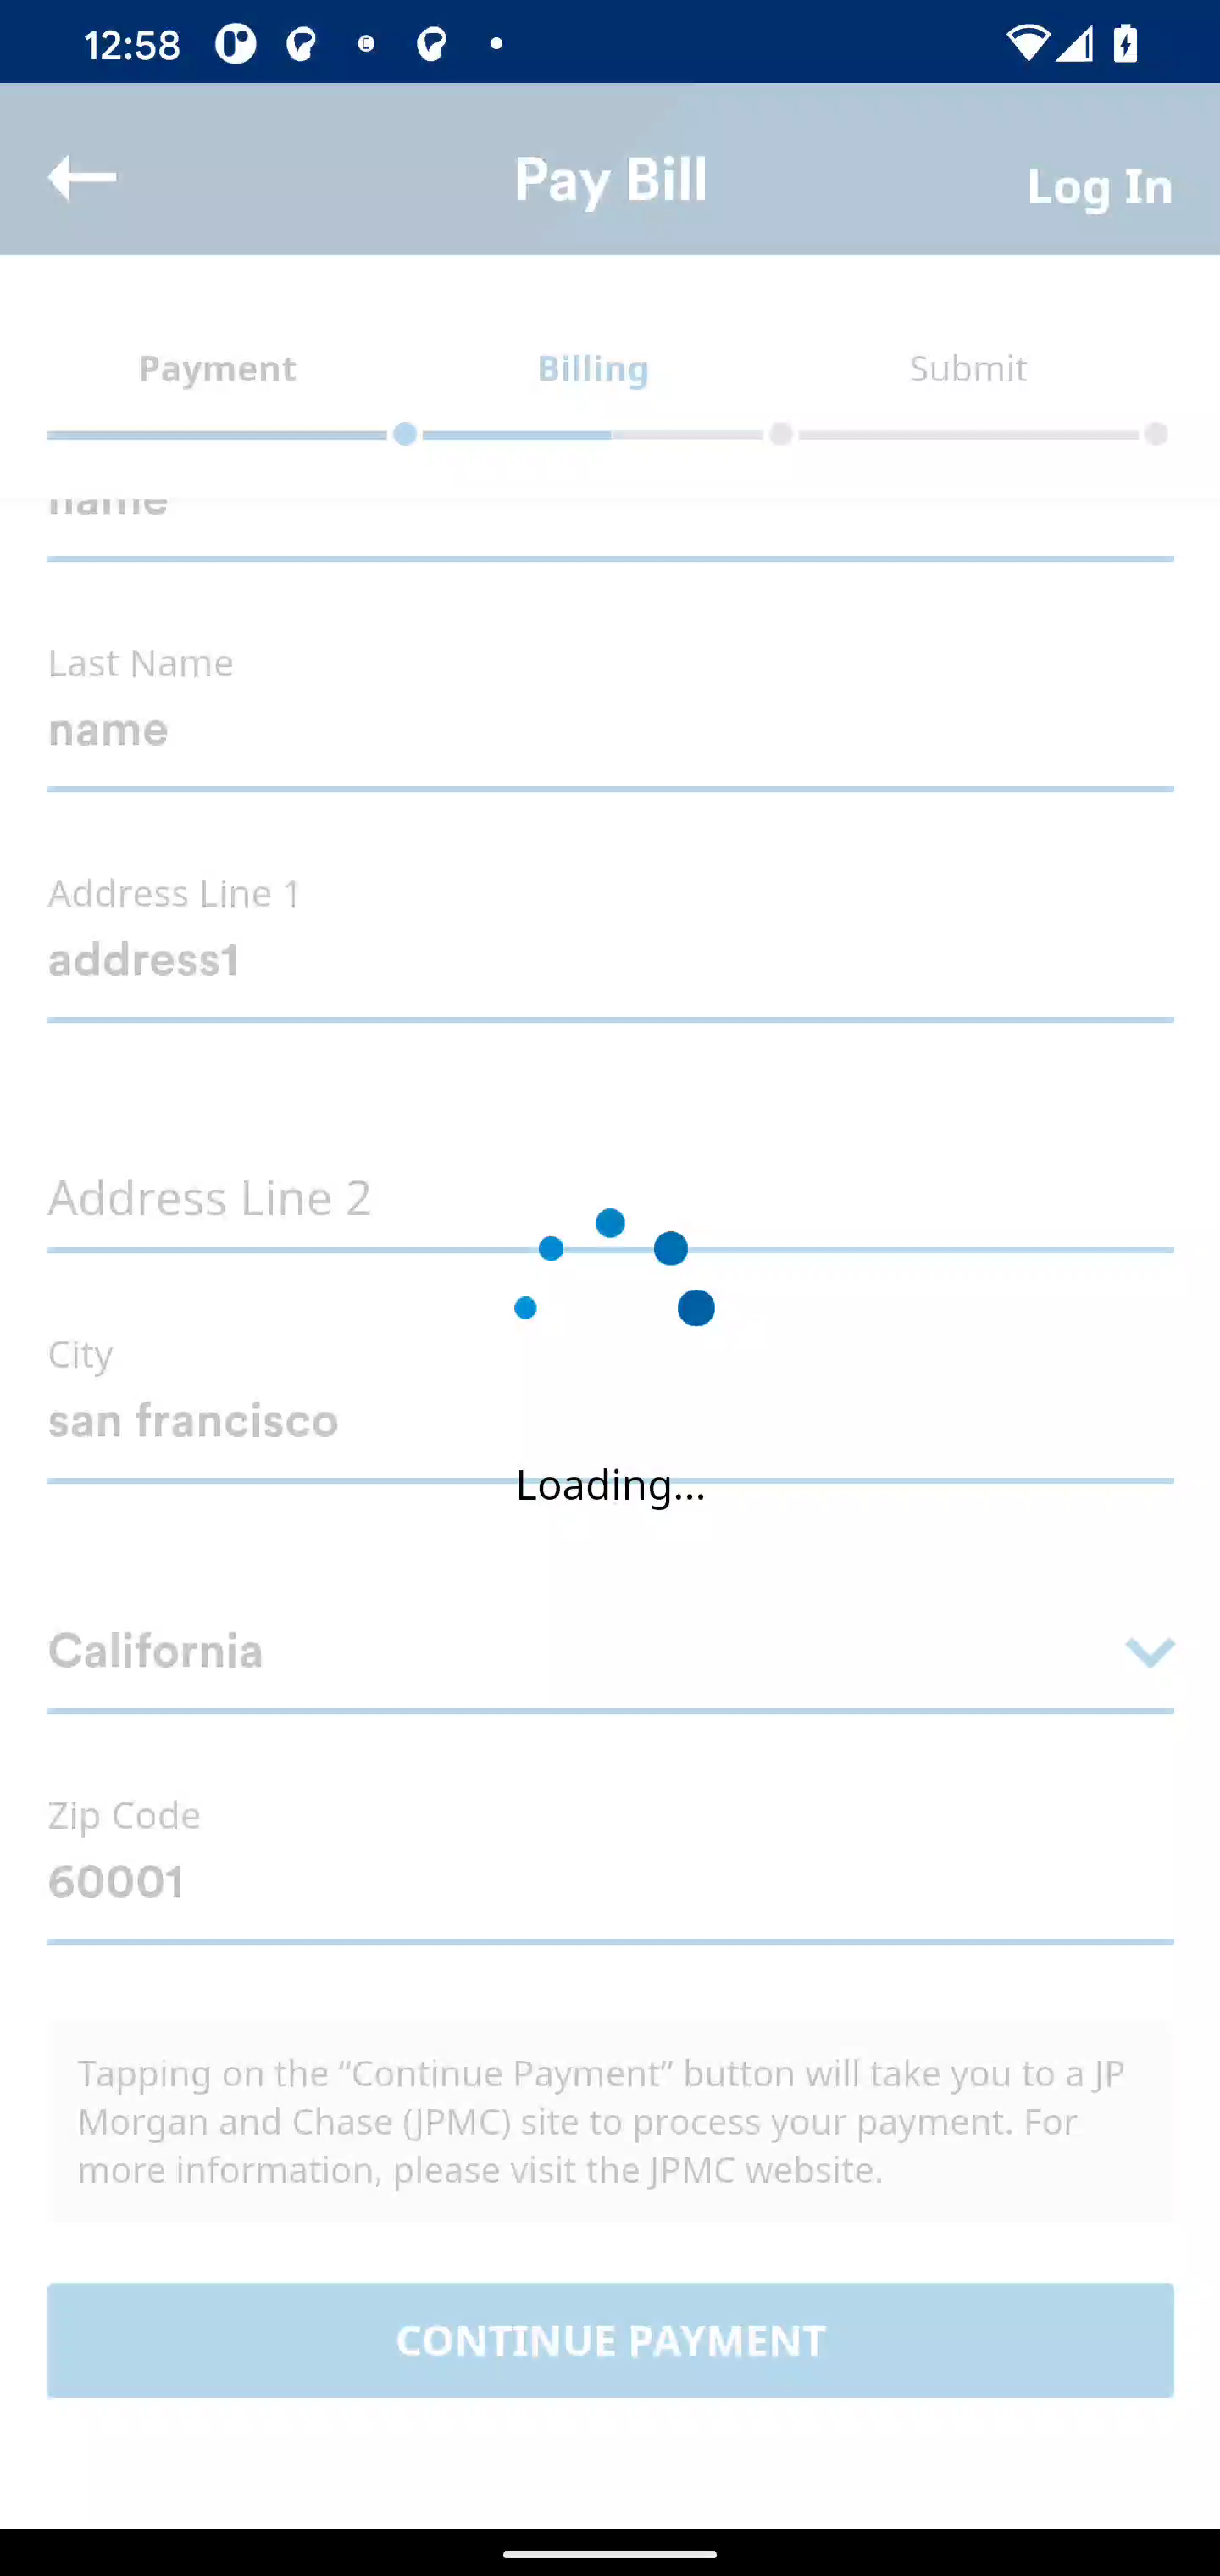 12:58
Pay Bill
Log In
Payment
Billing
Submit
name
Last Name
name
Address Line 1
address1
Address Line 2
City
san francisco
Loading...
California
Zip Code
60001
Tapping on the “Continue Payment” button will take you to a JP
Morgan and Chase (JPMC) site to process your payment. For
more information, please visit the JPMC website.
CONTINUE PAYMENT